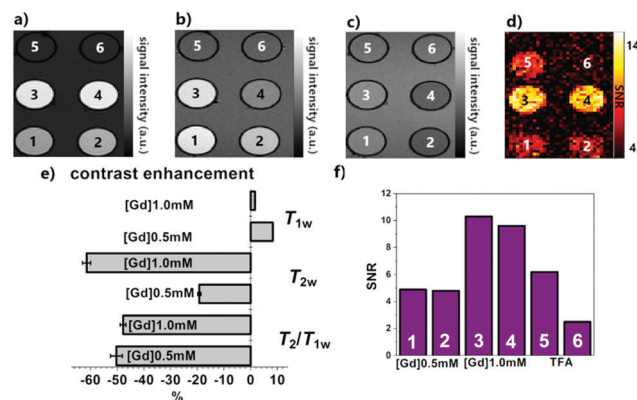 a)
5 6
3 4
1 2
signal intensity (a.u.)
b)
5 6
3 4
1 2
signal intensity (a.u.)
c)
5 6
3 4
1 2
signal intensity (a.u.)
d)
5 6
3 4
1 2
14
SNR
4
e) contrast enhancement
[Gd]1.0mM
T1w
[Gd]0.5mM
[Gd]1.0mM
T2w
[Gd]0.5mM
[Gd]1.0mM
T2/T1w
[Gd]0.5mM
-60 -50 -40 -30 -20 -10 0 10
%
f)
12
10
8
6
4
2
0
SNR
1 2 3 4 5 6
[Gd]0.5mM [Gd]1.0mM TFA